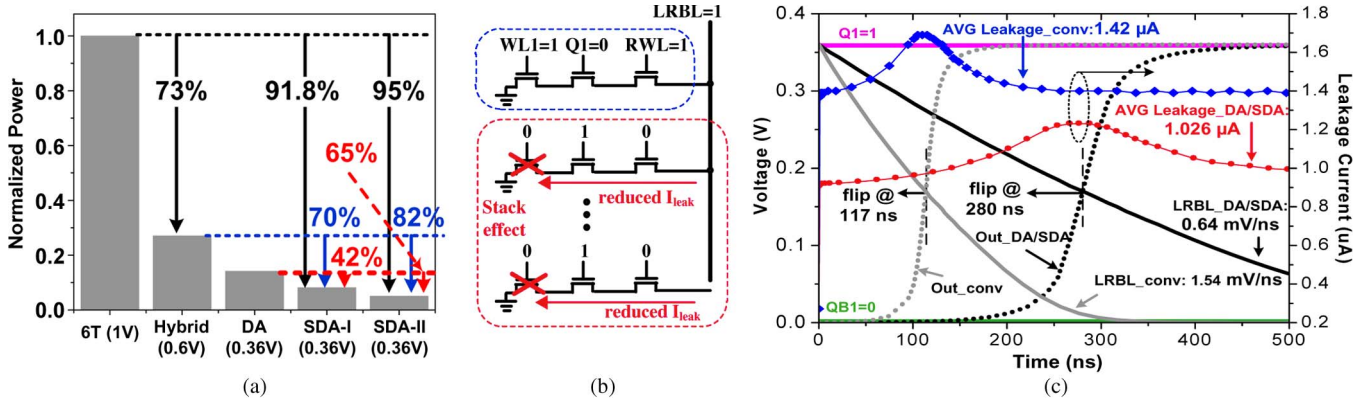 Normalized Power
1.0
0.8
0.6
0.4
0.2
0.0
73%
91.8%
95%
65%
70%
82%
42%
6T (1V)
Hybrid (0.6V)
DA (0.36V)
SDA-I (0.36V)
SDA-II (0.36V)
(a)
LRBL=1
WL1=1 Q1=0 RWL=1
0 1 0
reduced Ileak
Stack effect
0 1 0
reduced Ileak
(b)
Voltage (V)
0.4
0.3
0.2
0.1
0.0
Q1=1
AVG Leakage_conv:1.42 µA
AVG Leakage_DA/SDA:
1.026 µA
flip @
117 ns
flip @
280 ns
LRBL_DA/SDA:
0.64 mV/ns
Out_DA/SDA
Out_conv
LRBL_conv: 1.54 mV/ns
QB1=0
1.8
1.6
1.4
1.2
1.0
0.8
0.6
0.4
0.2
Leakage Current (uA)
0 100 200 300 400 500
Time (ns)
(c)